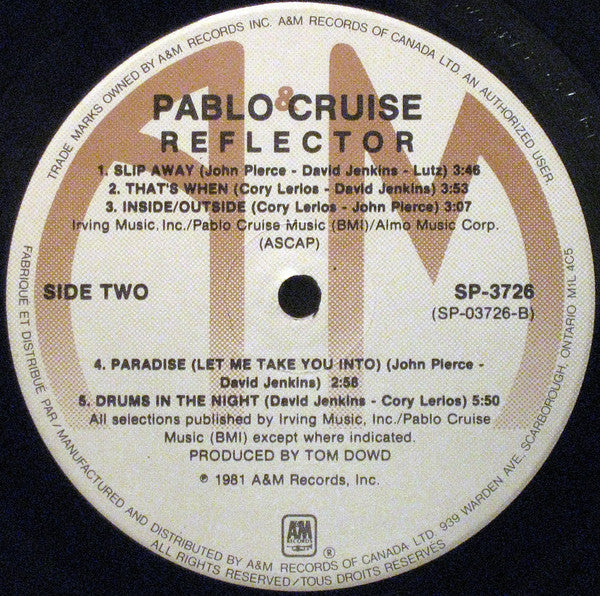 TRADE MARKS OWNED BY A&M RECORDS INC. A&M RECORDS OF CANADA LTD. AN AUTHORIZED USER
&
PABLO CRUISE
REFLECTOR
1. SLIP AWAY (John Pierce - David Jenkins - Lutz) 3:46
2. THAT'S WHEN (Cory Lerios - David Jenkins) 3:53
3. INSIDE/OUTSIDE (Cory Lerios - John Pierce) 3:07
Irving Music, Inc./Pablo Cruise Music (BMI)/Almo Music Corp.
(ASCAP)
SIDE TWO
SP-3726
(SP-03726-B)
4. PARADISE (LET ME TAKE YOU INTO) (John Pierce -
David Jenkins) 2:58
5. DRUMS IN THE NIGHT (David Jenkins - Cory Lerios) 5:50
All selections published by Irving Music, Inc./Pablo Cruise
Music (BMI) except where indicated.
PRODUCED BY TOM DOWD
℗ 1981 A&M Records, Inc.
A&M
RECORDS
®
FABRIQUÉ ET DISTRIBUÉ PAR/MANUFACTURED AND DISTRIBUTED BY A&M RECORDS OF CANADA LTD. 939 WARDEN AVE. SCARBOROUGH, ONTARIO M1L 4C5
ALL RIGHTS RESERVED/TOUS DROITS RESERVÉS